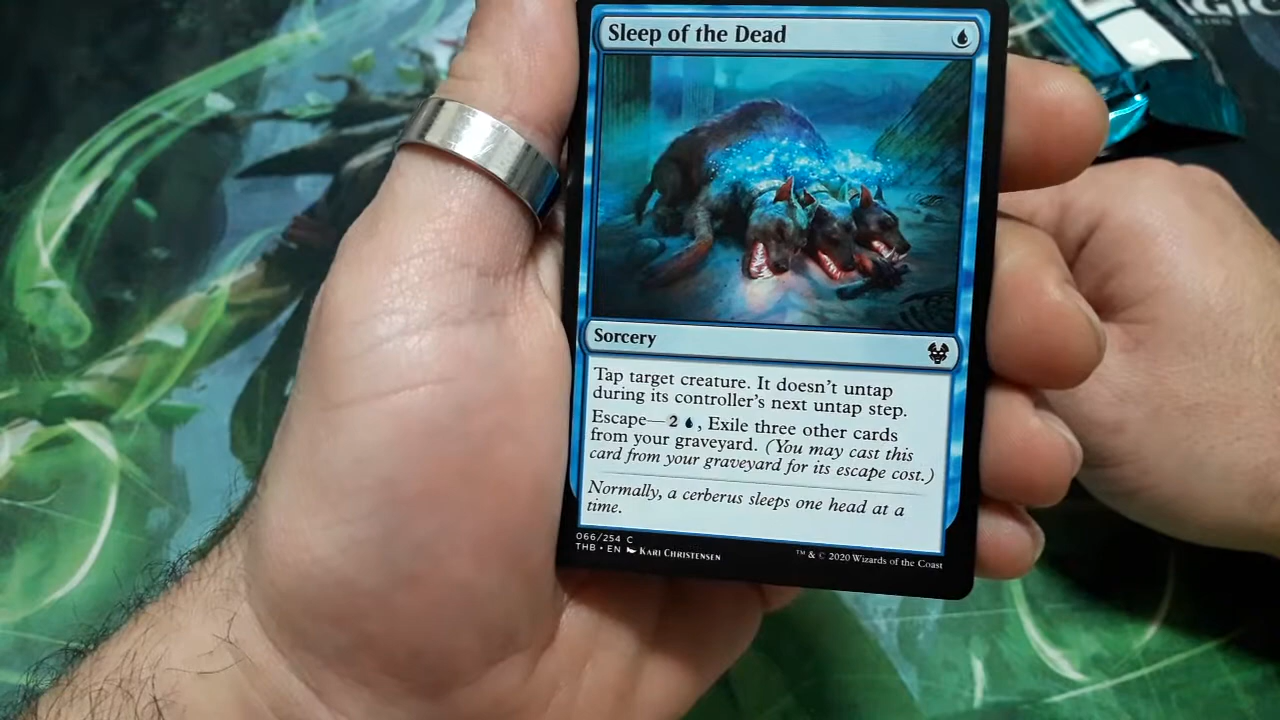 Sleep of the Dead
Sorcery
Tap target creature. It doesn't untap
during its controller's next untap step.
Escape—2, Exile three other cards
from your graveyard. (You may cast this
card from your graveyard for its escape cost.)
Normally, a cerberus sleeps one head at a
time.
066/254 C
THB • EN Kari Christensen
™ & © 2020 Wizards of the Coast